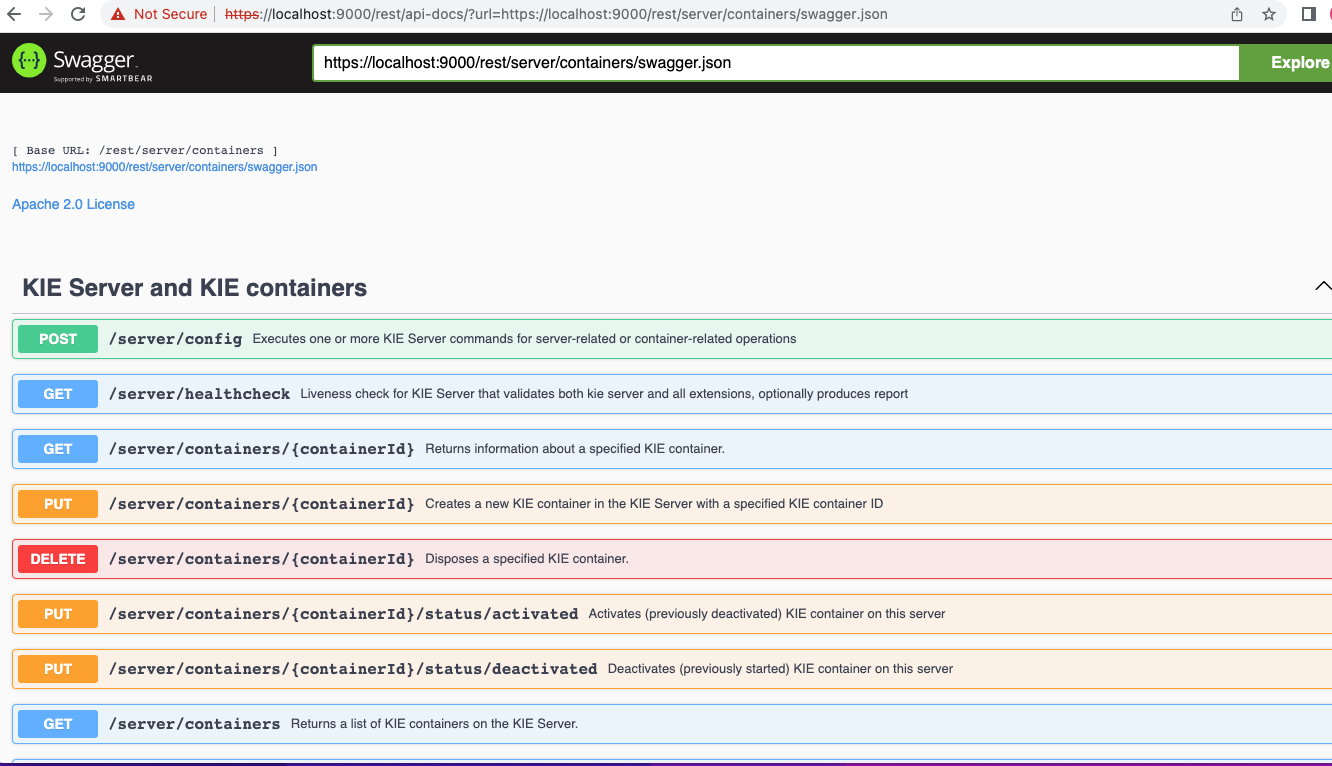 Not Secure https://localhost:9000/rest/api-docs/?url=https://localhost:9000/rest/server/containers/swagger.json
Swagger.
Supported by SMARTBEAR
https://localhost:9000/rest/server/containers/swagger.json
Explore
[ Base URL: /rest/server/containers ]
https://localhost:9000/rest/server/containers/swagger.json
Apache 2.0 License
KIE Server and KIE containers
POST /server/config Executes one or more KIE Server commands for server-related or container-related operations
GET /server/healthcheck Liveness check for KIE Server that validates both kie server and all extensions, optionally produces report
GET /server/containers/{containerId} Returns information about a specified KIE container.
PUT /server/containers/{containerId} Creates a new KIE container in the KIE Server with a specified KIE container ID
DELETE /server/containers/{containerId} Disposes a specified KIE container.
PUT /server/containers/{containerId}/status/activated Activates (previously deactivated) KIE container on this server
PUT /server/containers/{containerId}/status/deactivated Deactivates (previously started) KIE container on this server
GET /server/containers Returns a list of KIE containers on the KIE Server.